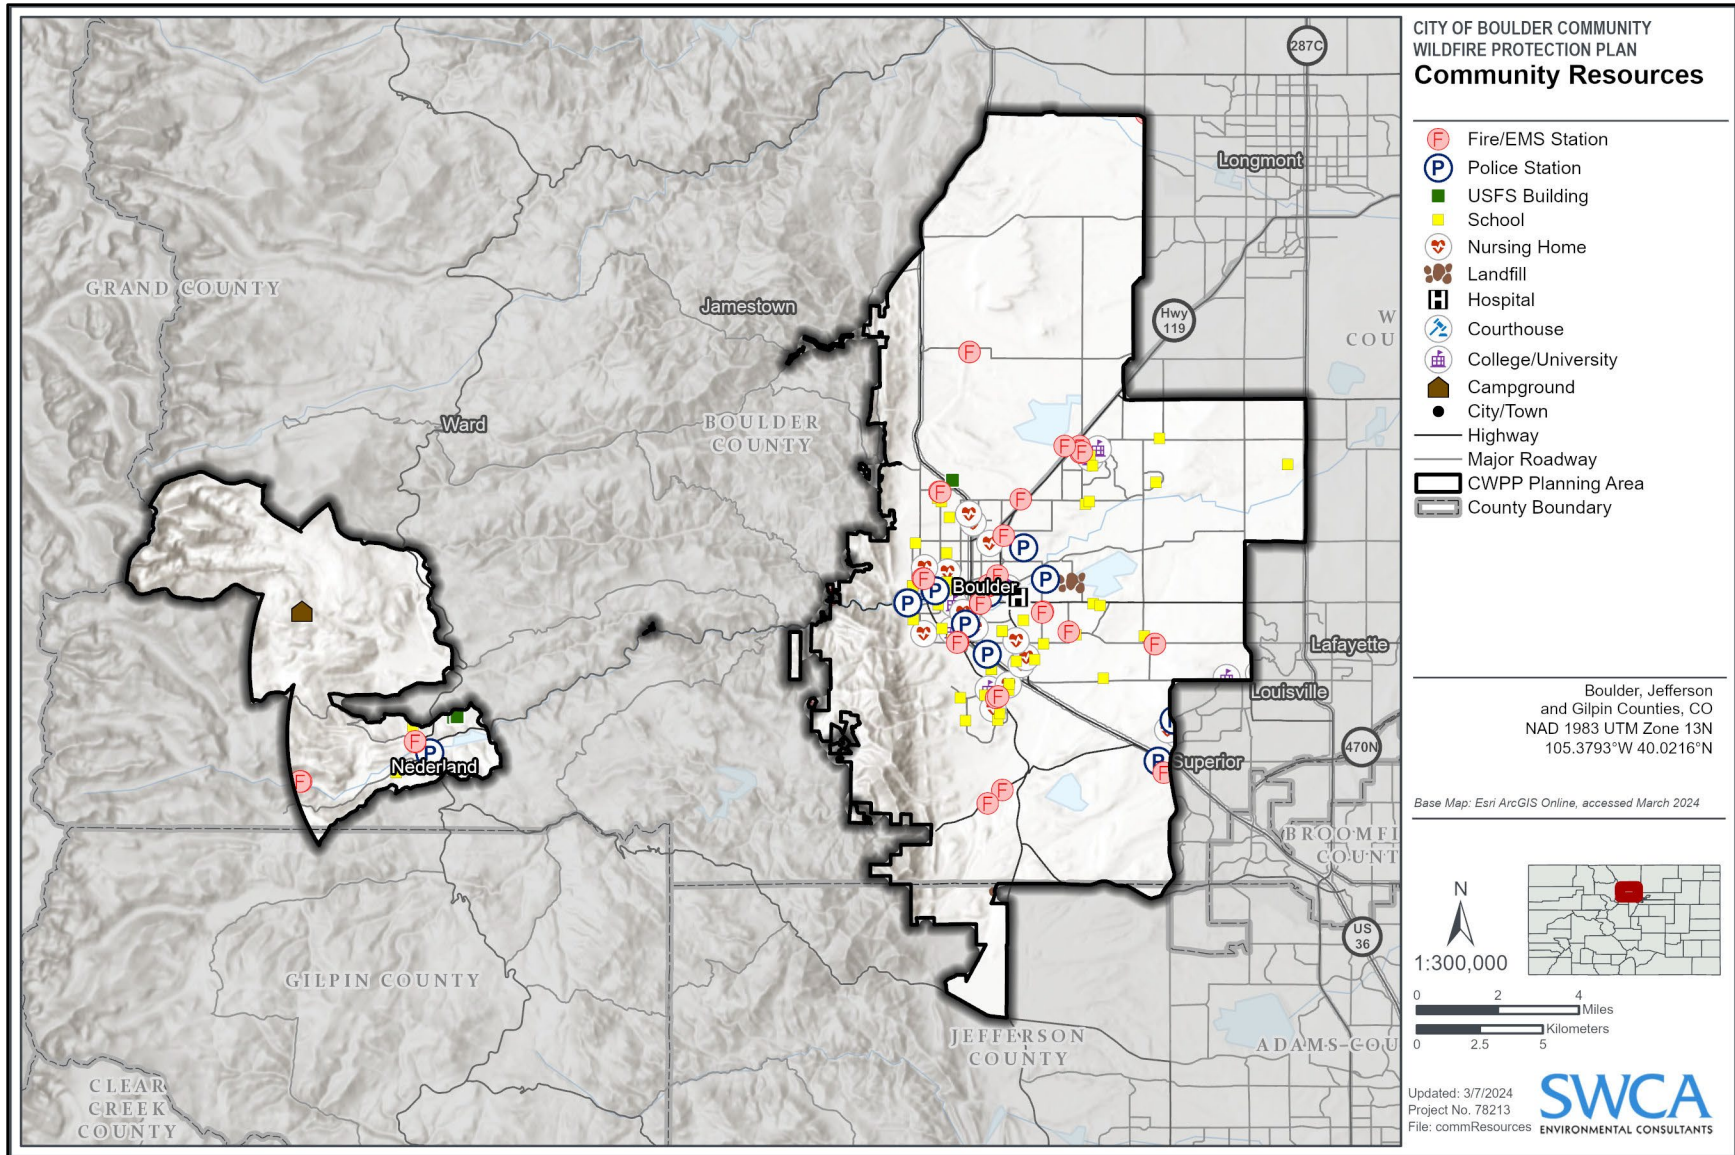 CITY OF BOULDER COMMUNITY
WILDFIRE PROTECTION PLAN
Community Resources
F Fire/EMS Station
P Police Station
USFS Building
School
Nursing Home
Landfill
H Hospital
Courthouse
College/University
Campground
City/Town
Highway
Major Roadway
CWPP Planning Area
County Boundary
Boulder, Jefferson
and Gilpin Counties, CO
NAD 1983 UTM Zone 13N
105.3793°W 40.0216°N
Base Map: Esri ArcGIS Online, accessed March 2024
N
1:300,000
0 2 4
Miles
Kilometers
0 2.5 5
Updated: 3/7/2024
Project No. 78213
File: commResources
SWCA
ENVIRONMENTAL CONSULTANTS
287C
Longmont
GRAND COUNTY
Jamestown
Hwy
119
W
COU
Ward
BOULDER
COUNTY
Boulder
Lafayette
Louisville
Nederland
Superior
470N
BROOMFI
COUNT
US
36
GILPIN COUNTY
JEFFERSON
COUNTY
ADAMS COU
CLEAR
CREEK
COUNTY